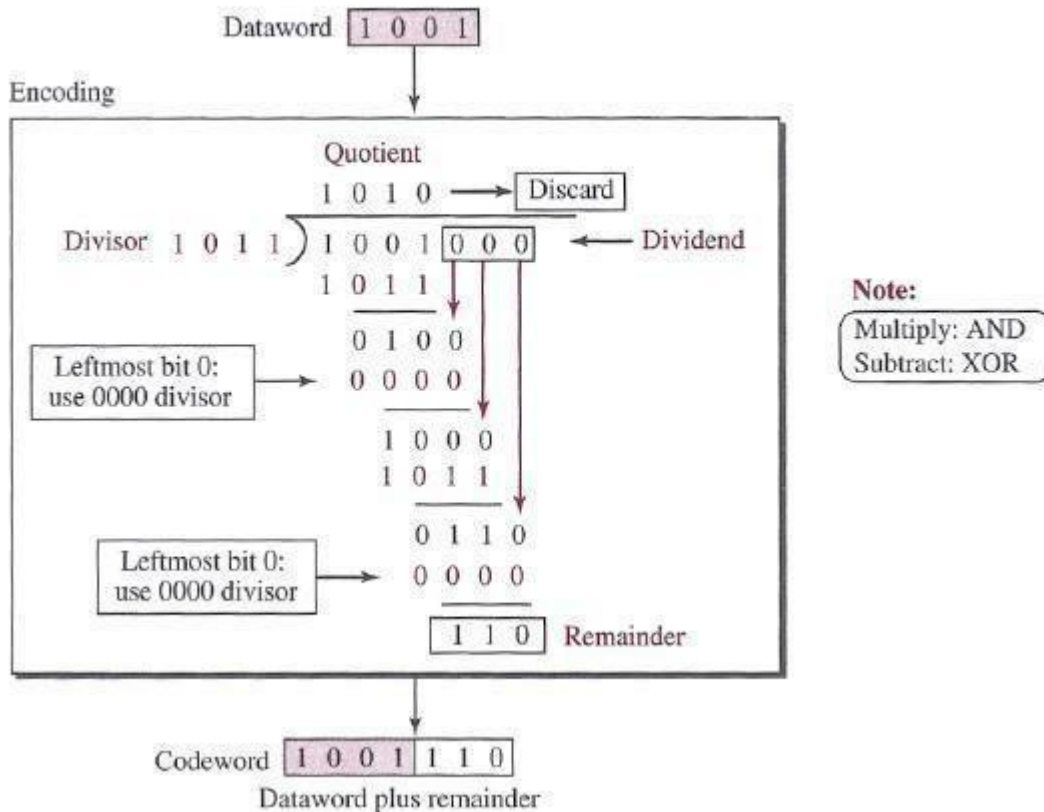 Dataword 1 0 0 1
Encoding
Quotient
1 0 1 0 Discard
Divisor 1 0 1 1 1 0 0 1 0 0 0 Dividend
1 0 1 1
Note:
Multiply: AND
Subtract: XOR
0 1 0 0
Leftmost bit 0:
use 0000 divisor
0 0 0 0
1 0 0 0
1 0 1 1
0 1 1 0
Leftmost bit 0:
use 0000 divisor
0 0 0 0
1 1 0 Remainder
Codeword 1 0 0 1 1 1 0
Dataword plus remainder